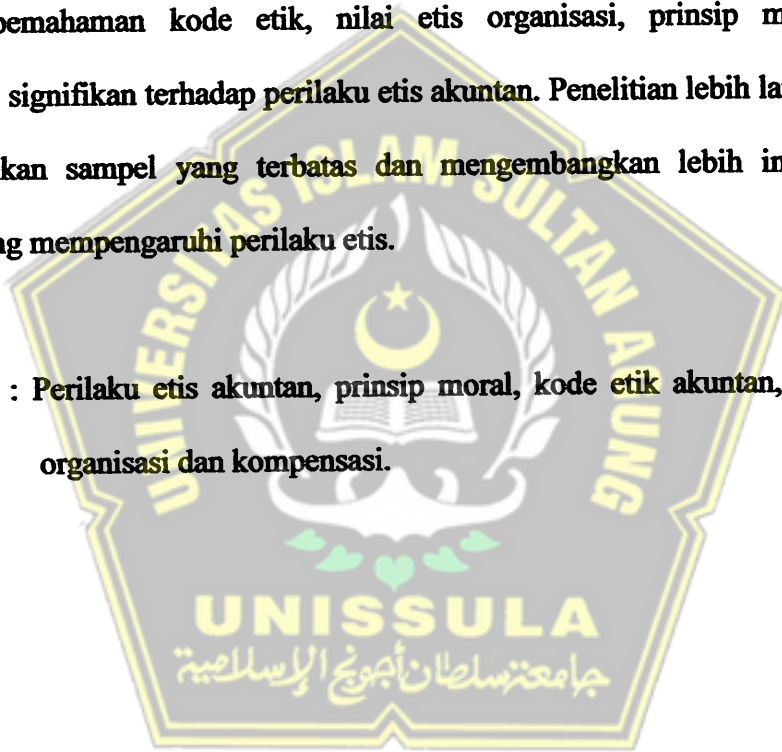 pemahaman kode etik, nilai etis organisasi, prinsip m
signifikan terhadap perilaku etis akuntan. Penelitian lebih la
kan sampel yang terbatas dan mengembangkan lebih in
ng mempengaruhi perilaku etis.
: Perilaku etis akuntan, prinsip moral, kode etik akuntan,
organisasi dan kompensasi.
UNIVERSITAS ISLAM SULTAN AGUNG
UNISSULA
جامعة سلطان أجونج الإسلامية